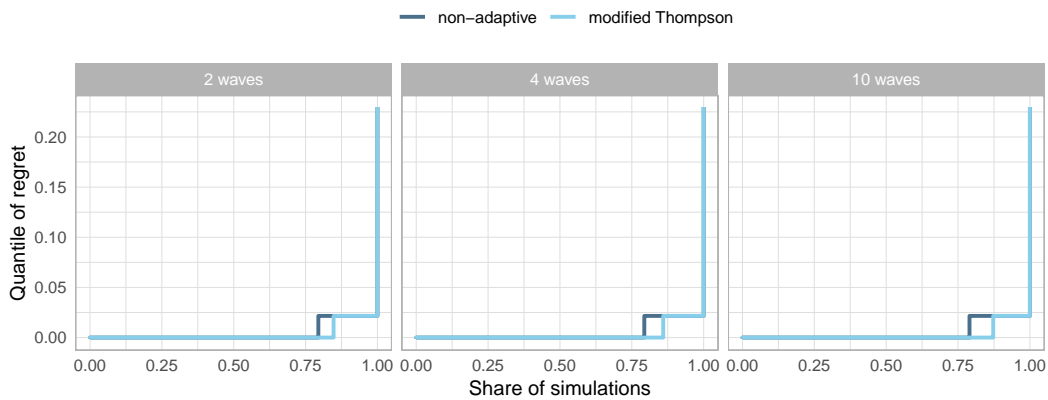 non−adaptive modified Thompson
2 waves 4 waves 10 waves
Quantile of regret
0.20
0.15
0.10
0.05
0.00
0.00 0.25 0.50 0.75 1.00 0.00 0.25 0.50 0.75 1.00 0.00 0.25 0.50 0.75 1.00
Share of simulations